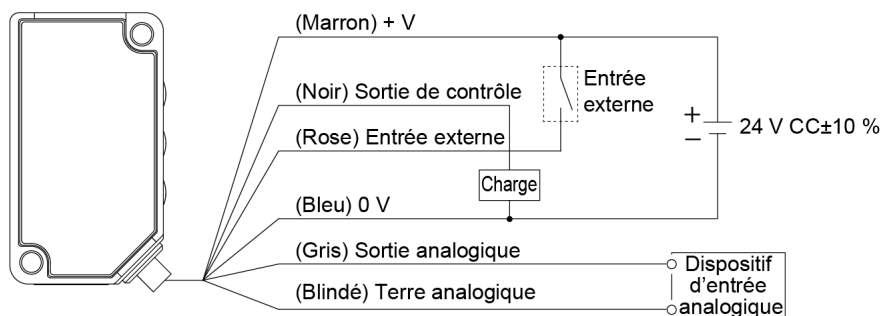 (Marron) + V
Entrée
externe
(Noir) Sortie de contrôle
+
−
24 V CC±10 %
(Rose) Entrée externe
Charge
(Bleu) 0 V
(Gris) Sortie analogique
Dispositif
d’entrée
analogique
(Blindé) Terre analogique